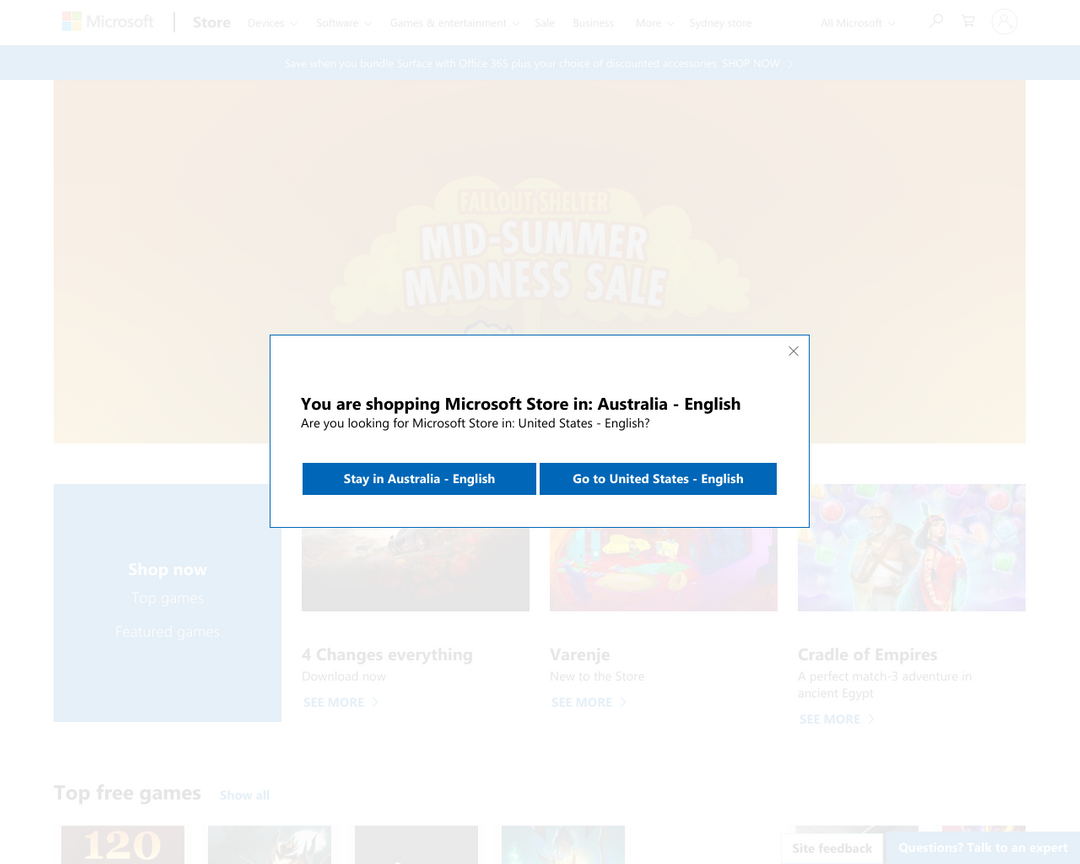 Microsoft
Store
Devices
Software
Games & entertainment
Sale
Business
More
Sydney store
All Microsoft
Save when you bundle Surface with Office 365 plus your choice of discounted accessories SHOP NOW
FALLOUT SHELTER
MID-SUMMER
MADNESS SALE
You are shopping Microsoft Store in: Australia - English
Are you looking for Microsoft Store in: United States - English?
Stay in Australia - English
Go to United States - English
Shop now
Top games
Featured games
4 Changes everything
Download now
SEE MORE
Varenje
New to the Store
SEE MORE
Cradle of Empires
A perfect match-3 adventure in
ancient Egypt
SEE MORE
Top free games
Show all
120
Site feedback
Questions? Talk to an expert